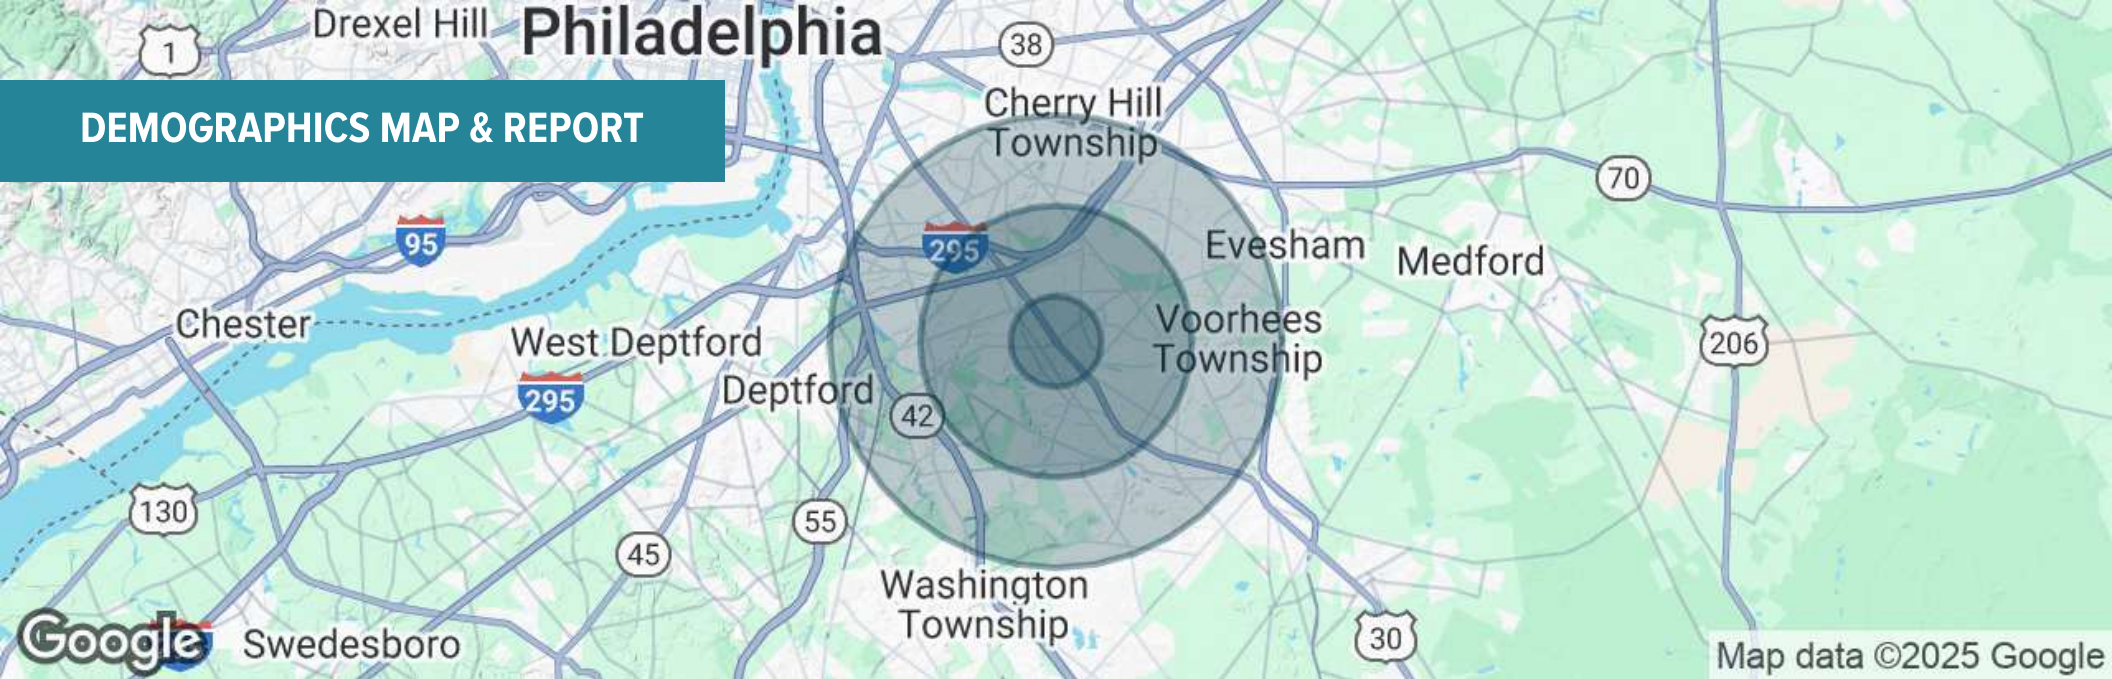 Drexel Hill
Philadelphia
1
38
DEMOGRAPHICS MAP & REPORT
Cherry Hill
Township
70
95
295
Evesham
Medford
Chester
West Deptford
Voorhees
Township
206
295
Deptford
42
130
55
45
Washington
Township
Google
Swedesboro
30
Map data ©2025 Google